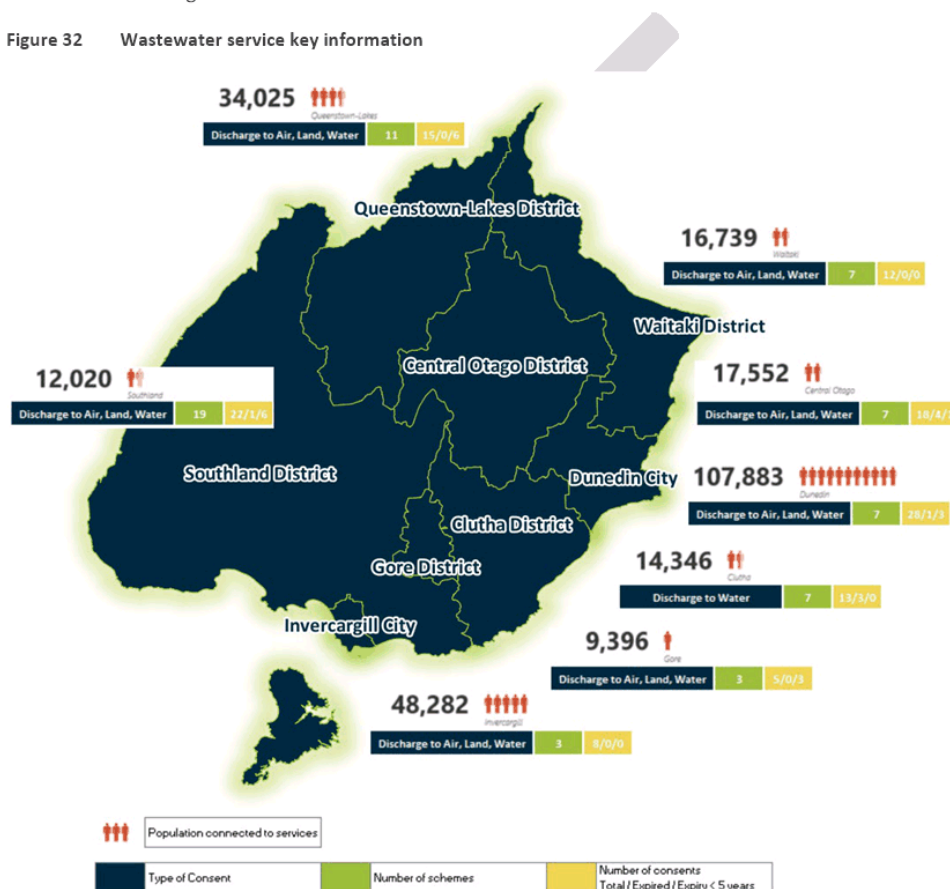 Figure 32 Wastewater service key information
34,025
Queenstown-Lakes
Discharge to Air, Land, Water 11 15/0/6
Queenstown-Lakes District
16,739
Waitaki
Discharge to Air, Land, Water 7 12/0/0
Waitaki District
Central Otago District
12,020
Southland
Discharge to Air, Land, Water 19 22/1/6
17,552
Central Otago
Discharge to Air, Land, Water 7 18/4/
Southland District
Dunedin City
107,883
Dunedin
Discharge to Air, Land, Water 7 28/1/3
Clutha District
14,346
Clutha
Discharge to Water 7 13/3/0
Gore District
Invercargill City
9,396
Gore
Discharge to Air, Land, Water 3 5/0/3
48,282
Invercargill
Discharge to Air, Land, Water 3 8/0/0
Population connected to services
Type of Consent
Number of schemes
Number of consents
Total / Expired / Expiry < 5 years